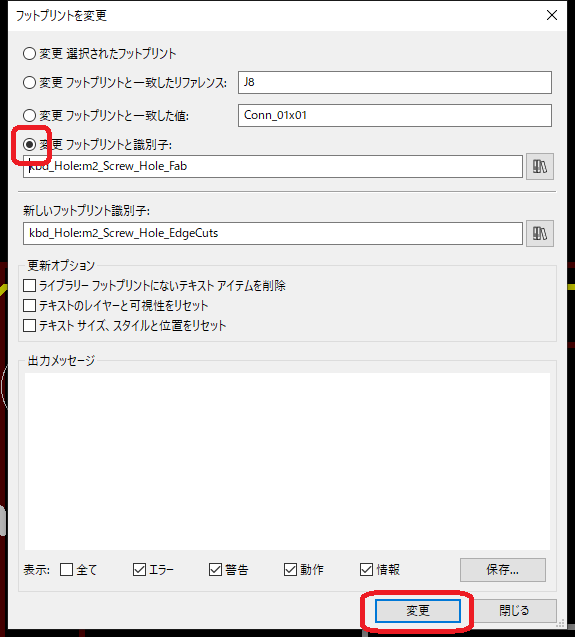 フットプリントを変更
変更 選択されたフットプリント
変更 フットプリントと一致したリファレンス: J8
変更 フットプリントと一致した値: Conn_01x01
変更 フットプリントと識別子:
kbd_Hole:m2_Screw_Hole_Fab
新しいフットプリント識別子:
kbd_Hole:m2_Screw_Hole_EdgeCuts
更新オプション
ライブラリー フットプリントにないテキスト アイテムを削除
テキストのレイヤーと可視性をリセット
テキスト サイズ、スタイルと位置をリセット
出力メッセージ
表示: 全て エラー 警告 動作 情報 保存...
変更 閉じる